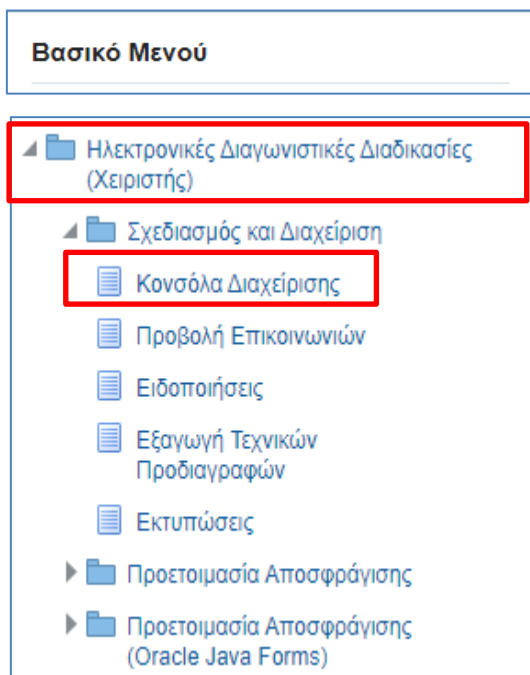 Βασικό Μενού
Ηλεκτρονικές Διαγωνιστικές Διαδικασίες
(Χειριστής)
Σχεδιασμός και Διαχείριση
Κονσόλα Διαχείρισης
Προβολή Επικοινωνιών
Ειδοποιήσεις
Εξαγωγή Τεχνικών
Προδιαγραφών
Εκτυπώσεις
Προετοιμασία Αποσφράγισης
Προετοιμασία Αποσφράγισης
(Oracle Java Forms)